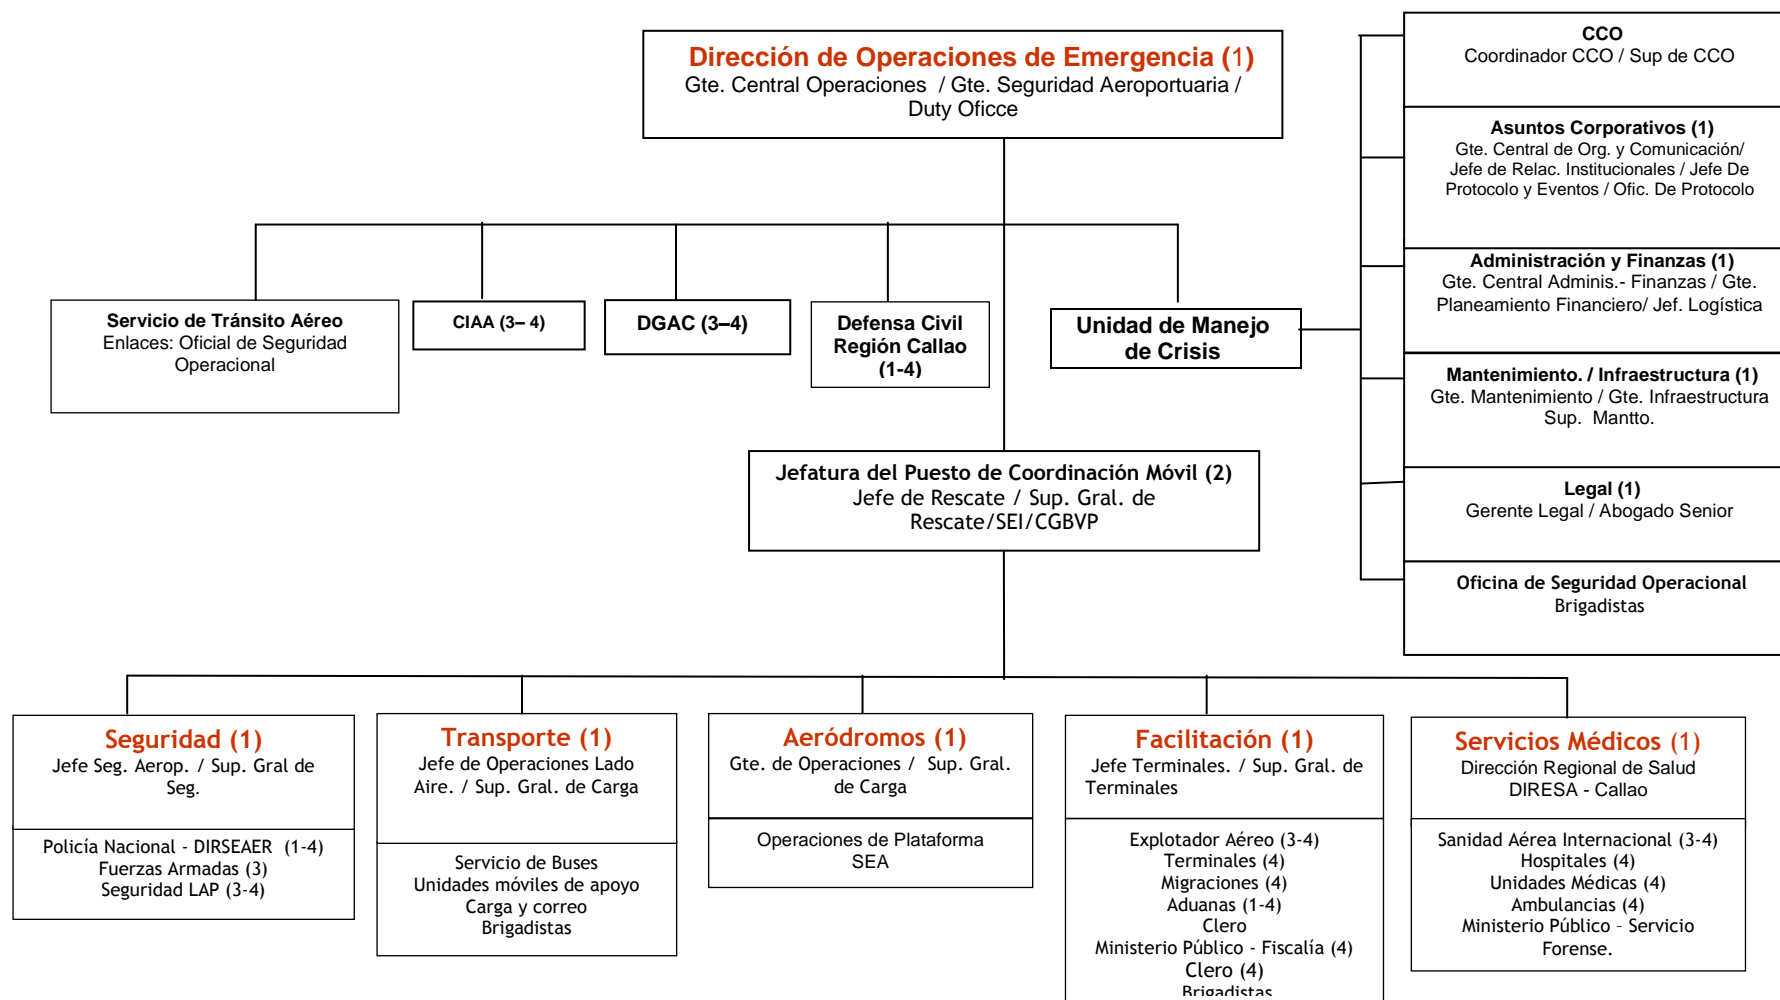 Dirección de Operaciones de Emergencia (1)
Gte. Central Operaciones / Gte. Seguridad Aeroportuaria /
Duty Oficce
CCO
Coordinador CCO / Sup de CCO
Asuntos Corporativos (1)
Gte. Central de Org. y Comunicación/
Jefe de Relac. Institucionales / Jefe De
Protocolo y Eventos / Ofic. De Protocolo
Administración y Finanzas (1)
Gte. Central Adminis.- Finanzas / Gte.
Planeamiento Financiero/ Jef. Logística
Mantenimiento. / Infraestructura (1)
Gte. Mantenimiento / Gte. Infraestructura
Sup. Mantto.
Legal (1)
Gerente Legal / Abogado Senior
Oficina de Seguridad Operacional
Brigadistas
Servicio de Tránsito Aéreo
Enlaces: Oficial de Seguridad
Operacional
CIAA (3– 4)
DGAC (3–4)
Defensa Civil
Región Callao
(1-4)
Unidad de Manejo
de Crisis
Jefatura del Puesto de Coordinación Móvil (2)
Jefe de Rescate / Sup. Gral. de
Rescate/SEI/CGBVP
Seguridad (1)
Jefe Seg. Aerop. / Sup. Gral de
Seg.
Policía Nacional - DIRSEAER (1-4)
Fuerzas Armadas (3)
Seguridad LAP (3-4)
Transporte (1)
Jefe de Operaciones Lado
Aire. / Sup. Gral. de Carga
Servicio de Buses
Unidades móviles de apoyo
Carga y correo
Brigadistas
Aeródromos (1)
Gte. de Operaciones / Sup. Gral.
de Carga
Operaciones de Plataforma
SEA
Facilitación (1)
Jefe Terminales. / Sup. Gral. de
Terminales
Explotador Aéreo (3-4)
Terminales (4)
Migraciones (4)
Aduanas (1-4)
Clero
Ministerio Público - Fiscalía (4)
Clero (4)
Brigadistas
Servicios Médicos (1)
Dirección Regional de Salud
DIRESA - Callao
Sanidad Aérea Internacional (3-4)
Hospitales (4)
Unidades Médicas (4)
Ambulancias (4)
Ministerio Público – Servicio
Forense.